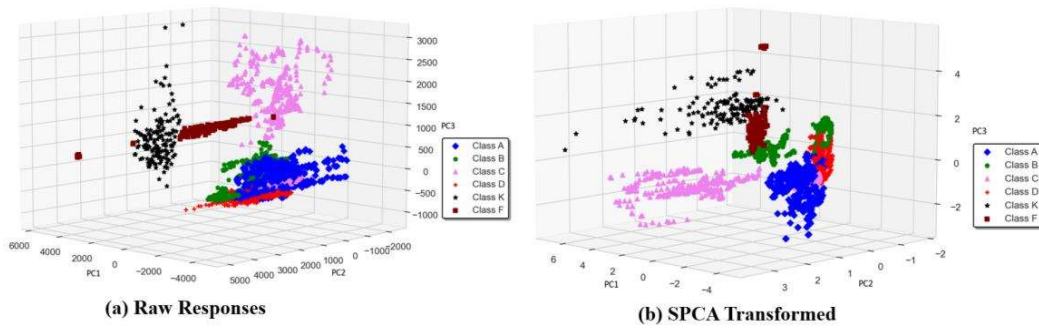 3000
2500
2000
1500
1000
500
0
-500
-1000
PC3
Class A
Class B
Class C
Class D
Class K
Class F
6000
4000
2000
0
-2000
-4000
PC1
5000
4000
3000
2000
1000
0
-1000
-2000
PC2
(a) Raw Responses
4
2
0
-2
PC3
Class A
Class B
Class C
Class D
Class K
Class F
6
4
2
0
-2
-4
PC1
3
2
1
0
-1
-2
PC2
(b) SPCA Transformed